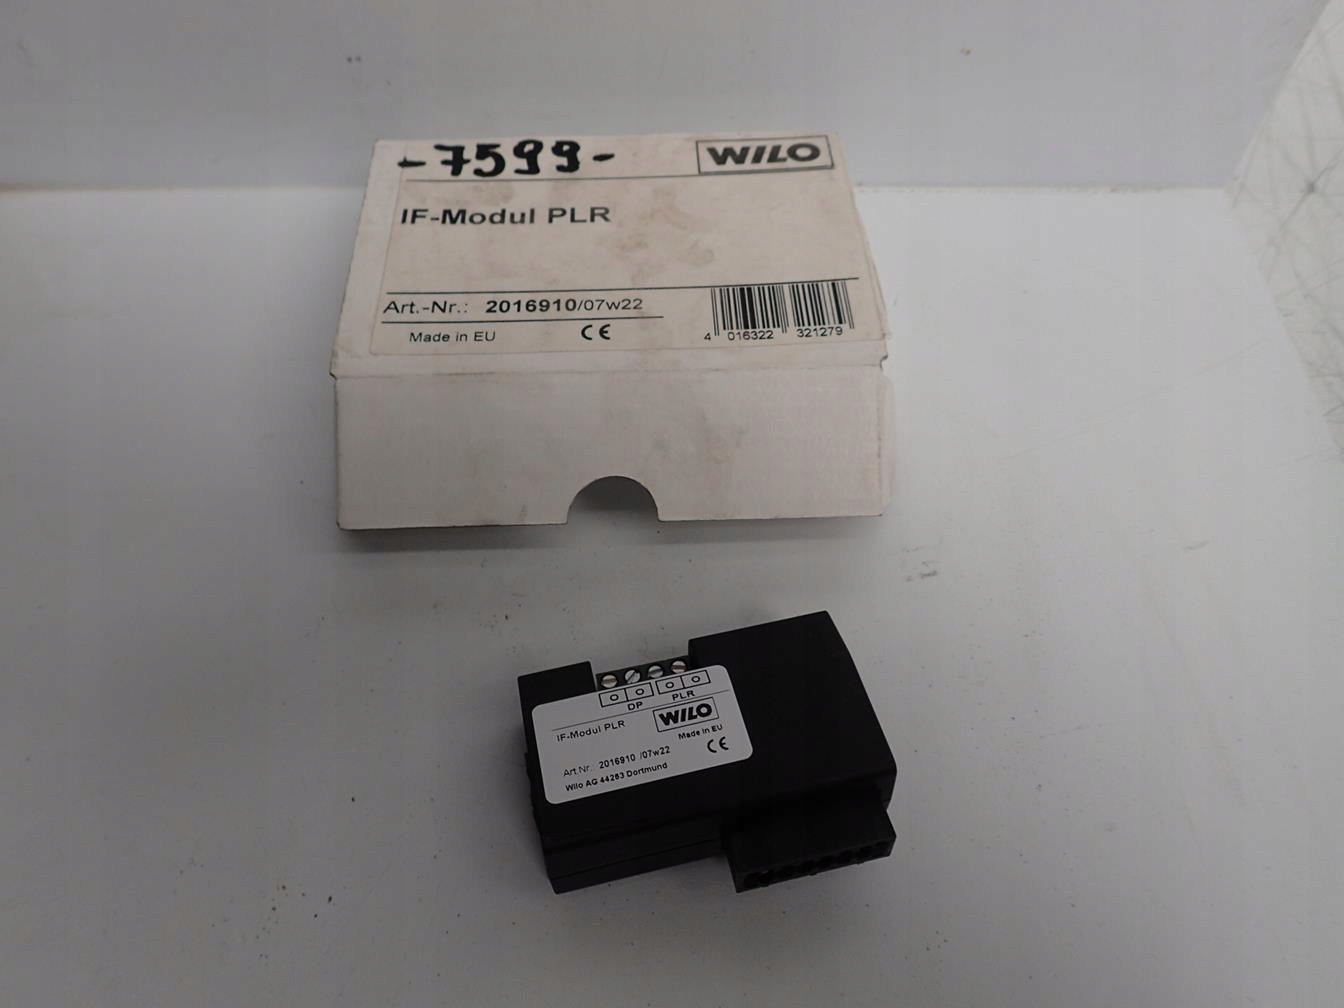 -7599-
WILO
IF-Modul PLR
Art.-Nr.: 2016910/07w22
Made in EU CE
4 016322 321279
DP PLR
IF-Modul PLR
WILO
Made in EU
Art.Nr.: 2016910 /07w22 CE
Wilo AG 44263 Dortmund